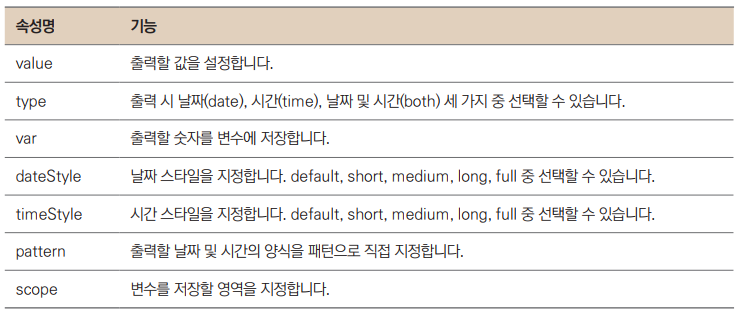 속성명 기능
value 출력할 값을 설정합니다.
type 출력 시 날짜(date), 시간(time), 날짜 및 시간(both) 세 가지 중 선택할 수 있습니다.
var 출력할 숫자를 변수에 저장합니다.
dateStyle 날짜 스타일을 지정합니다. default, short, medium, long, full 중 선택할 수 있습니다.
timeStyle 시간 스타일을 지정합니다. default, short, medium, long, full 중 선택할 수 있습니다.
pattern 출력할 날짜 및 시간의 양식을 패턴으로 직접 지정합니다.
scope 변수를 저장할 영역을 지정합니다.